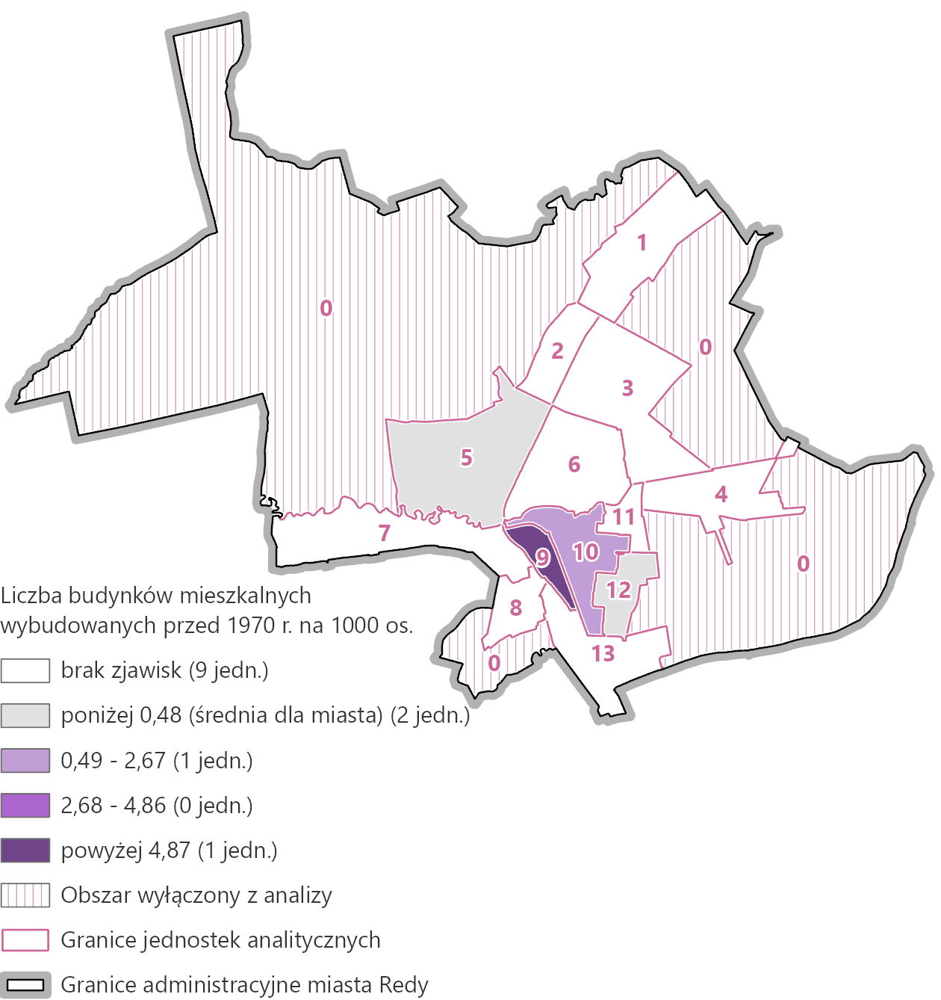 1
0
2
0
3
5
6
4
11
7
10
9
0
12
8
13
0
Liczba budynków mieszkalnych
wybudowanych przed 1970 r. na 1000 os.
brak zjawisk (9 jedn.)
poniżej 0,48 (średnia dla miasta) (2 jedn.)
0,49 - 2,67 (1 jedn.)
2,68 - 4,86 (0 jedn.)
powyżej 4,87 (1 jedn.)
Obszar wyłączony z analizy
Granice jednostek analitycznych
Granice administracyjne miasta Redy